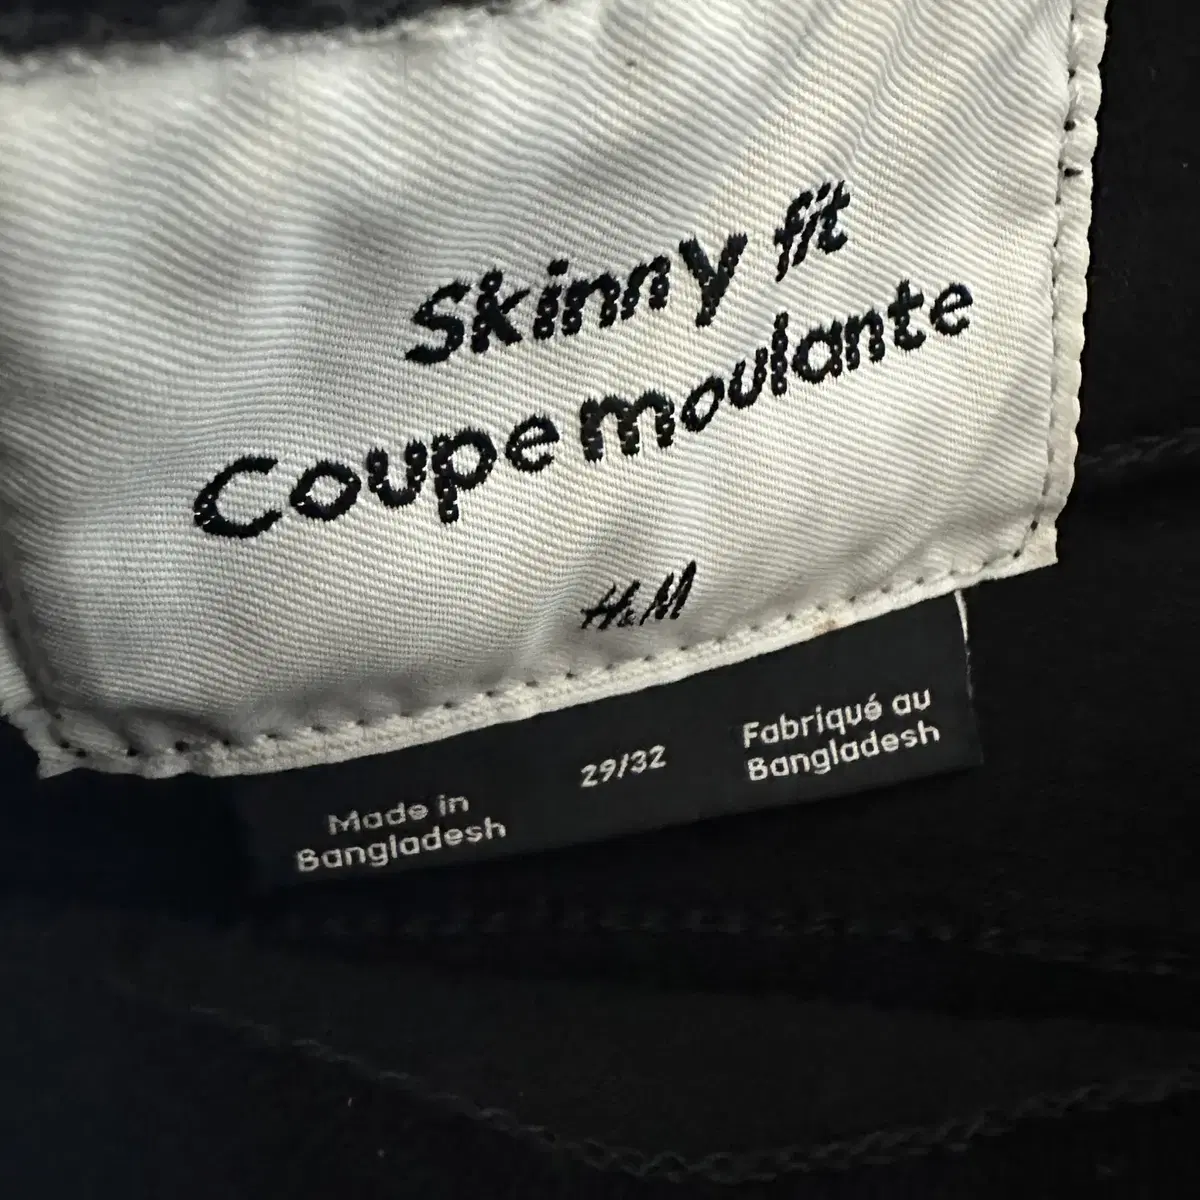 Skinny fit
Coupe moulante
H&M
Made in
Bangladesh
29/32
Fabriqué au
Bangladesh